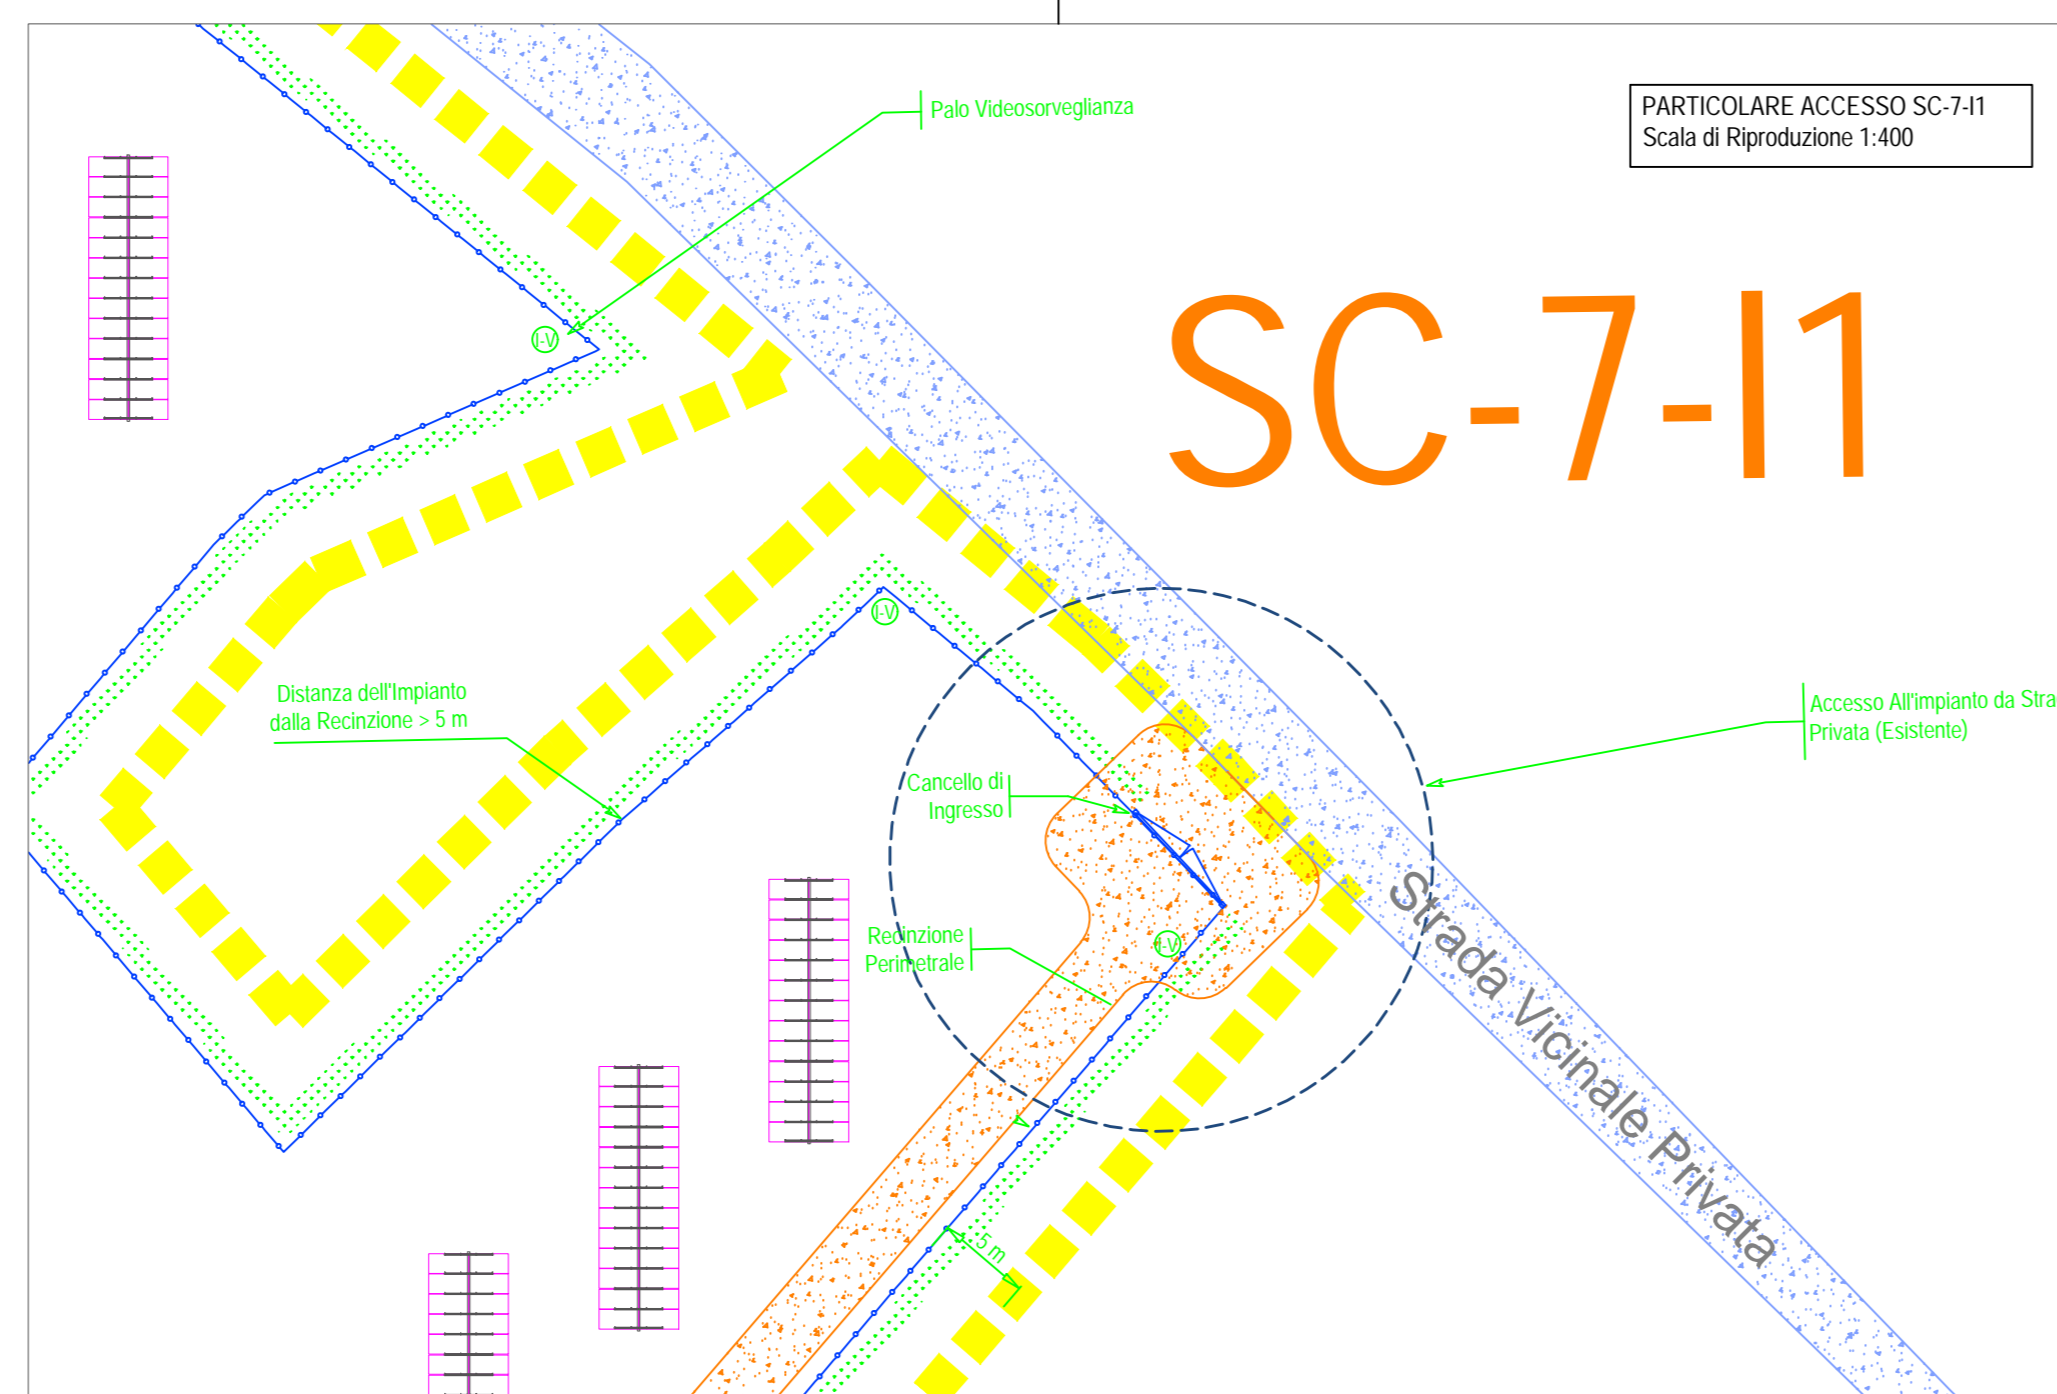 Palo Videosorveglianza
PARTICOLARE ACCESSO SC-7-I1
Scala di Riproduzione 1:400
SC-7-I1
I-V
I-V
Distanza dell'Impianto
dalla Recinzione > 5 m
Accesso All'impianto da Stra
Privata (Esistente)
Cancello di
Ingresso
Strada Vicinale Privata
Recinzione
Perimetrale
I-V
5 m